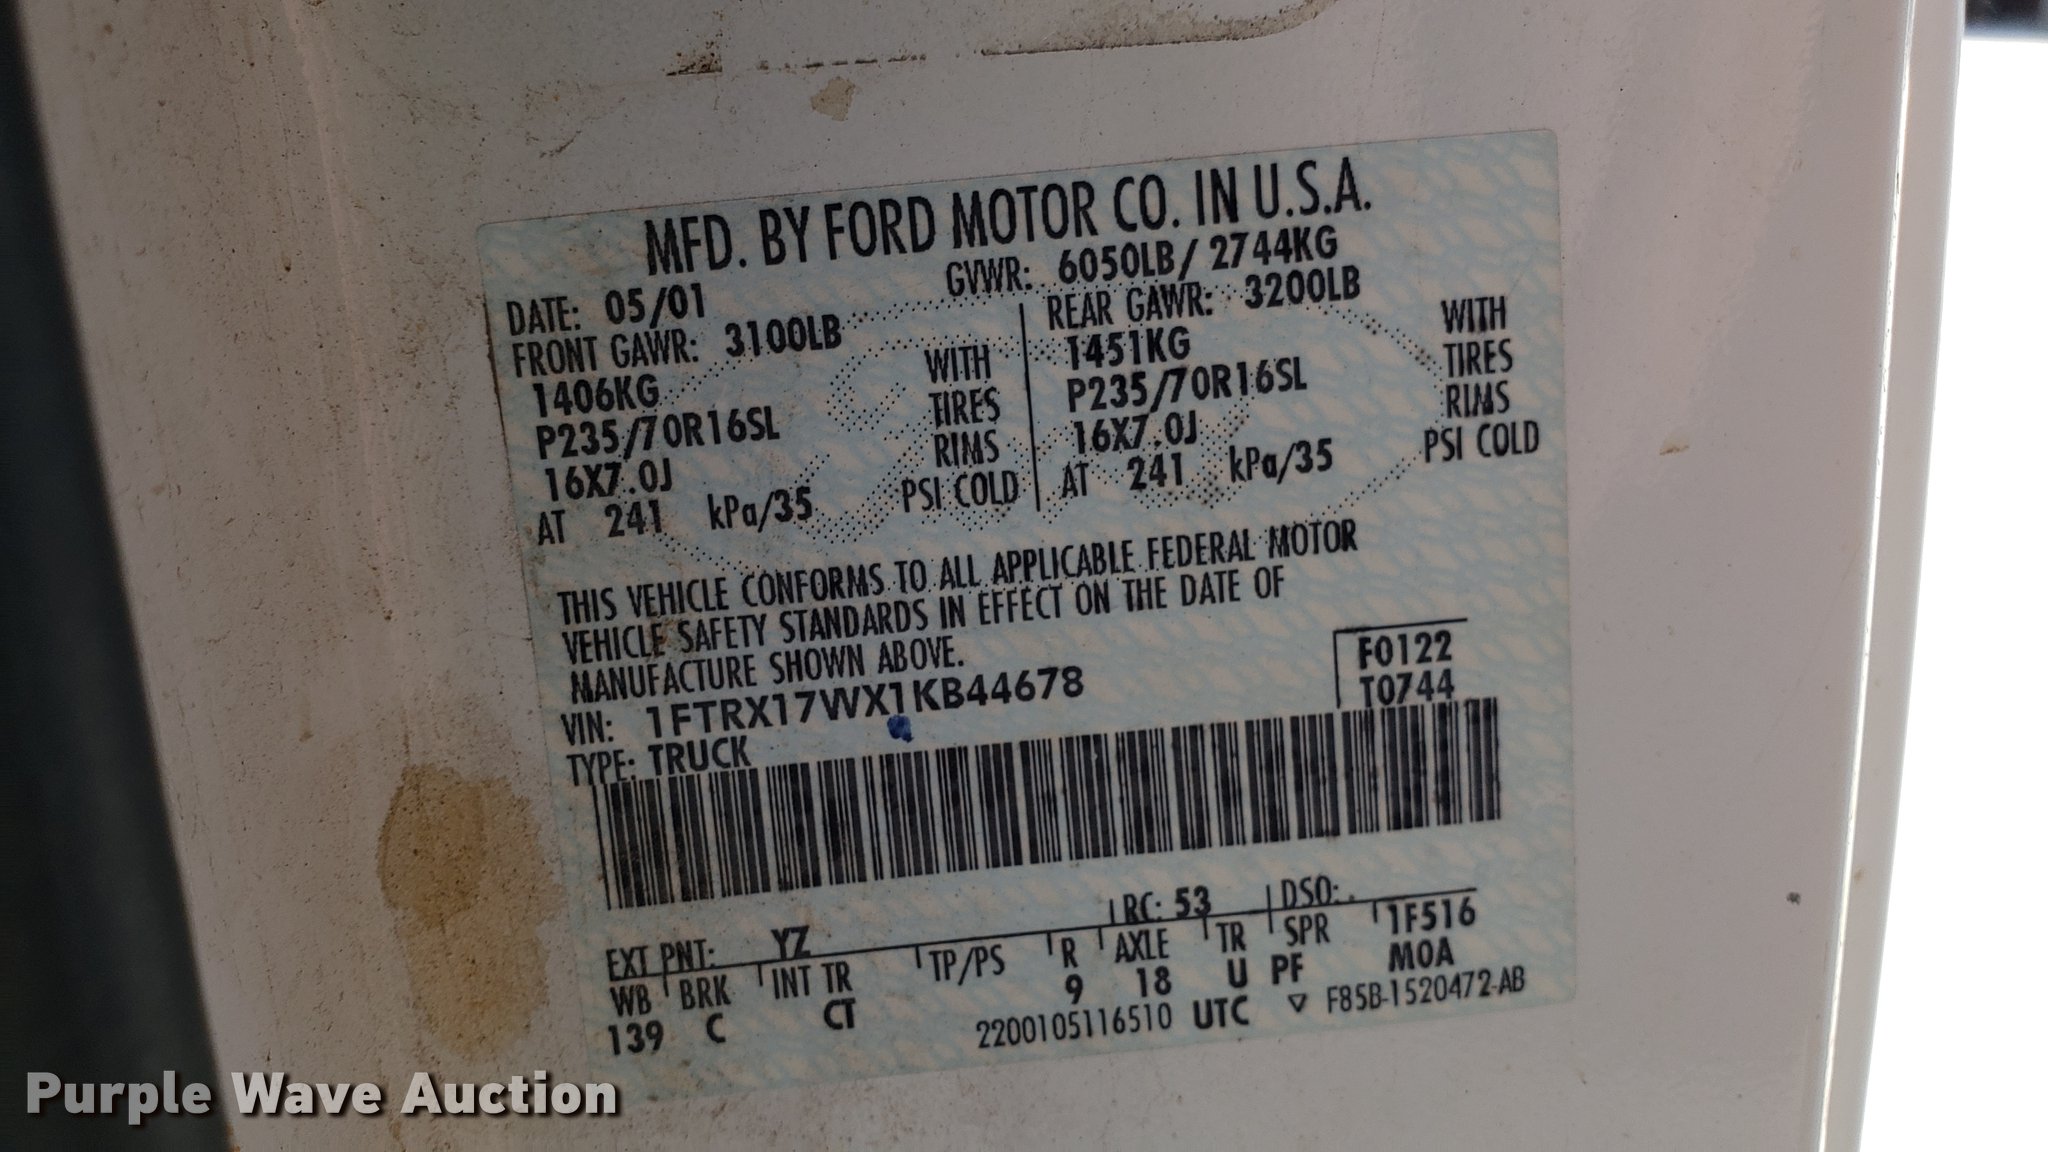 MFD. BY FORD MOTOR CO. IN U.S.A.
DATE: 05/01 GVWR: 6050LB/ 2744KG
FRONT GAWR: 3100LB
1406KG WITH
P235/70R16SL TIRES
16X7.0J RIMS
AT 241 kPa/35 PSI COLD
REAR GAWR: 3200LB
1451KG WITH
P235/70R16SL TIRES
16X7.0J RIMS
AT 241 kPa/35 PSI COLD
THIS VEHICLE CONFORMS TO ALL APPLICABLE FEDERAL MOTOR
VEHICLE SAFETY STANDARDS IN EFFECT ON THE DATE OF
MANUFACTURE SHOWN ABOVE.
VIN: 1FTRX17WX1KB44678
TYPE: TRUCK
F0122
T0744
EXT PNT: YZ RC: 53 DSO:
WB BRK INT TR TP/PS R AXLE TR SPR 1F516
139 C CT 9 18 U PF M0A
2200105116510 UTC ▽ F85B-1520472-AB
Purple Wave Auction